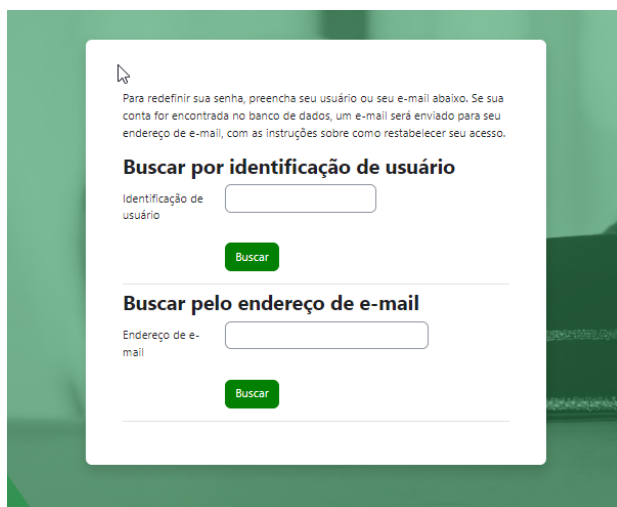 Para redefinir sua senha, preencha seu usuário ou seu e-mail abaixo. Se sua
conta for encontrada no banco de dados, um e-mail será enviado para seu
endereço de e-mail, com as instruções sobre como restabelecer seu acesso.
Buscar por identificação de usuário
Identificação de
usuário
Buscar
Buscar pelo endereço de e-mail
Endereço de e-
mail
Buscar